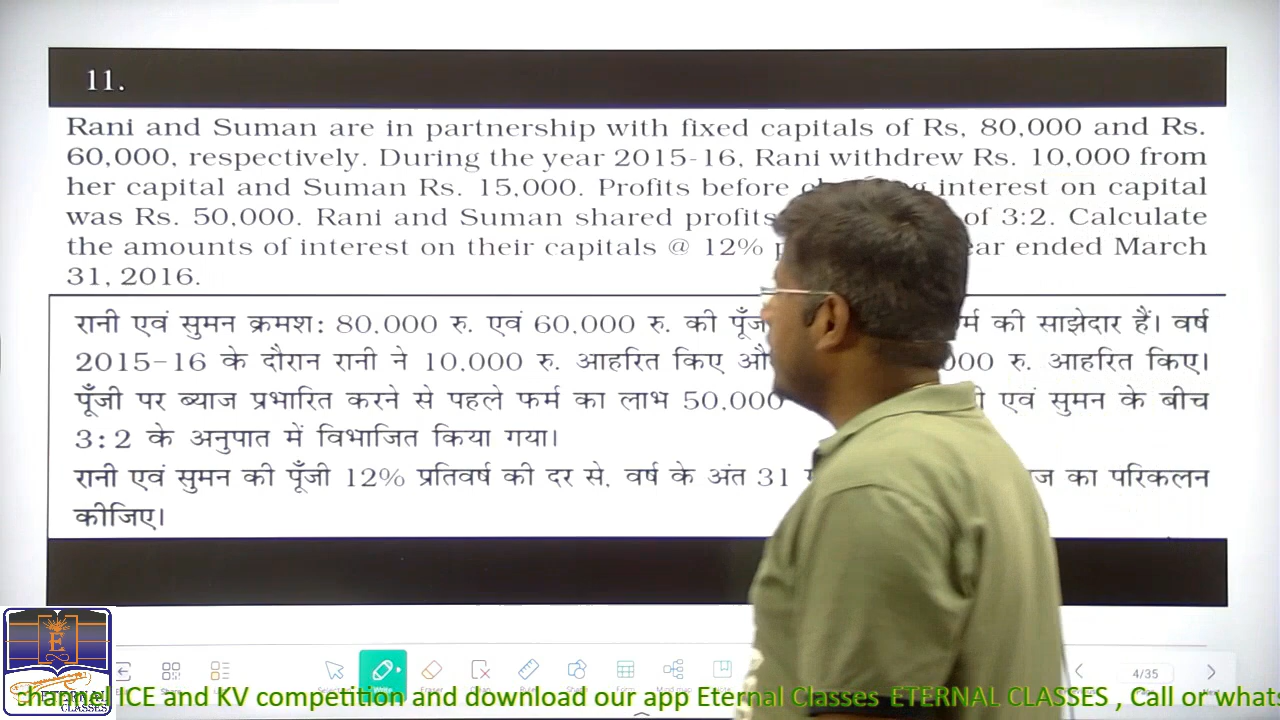 11.
Rani and Suman are in partnership with fixed capitals of Rs, 80,000 and Rs.
60,000, respectively. During the year 2015-16, Rani withdrew Rs. 10,000 from
her capital and Suman Rs. 15,000. Profits before interest on capital
was Rs. 50,000. Rani and Suman shared profits of 3:2. Calculate
the amounts of interest on their capitals @ 12% ended March
31, 2016.
रानी एवं सुमन क्रमश: 80.000 रु. एवं 60.000 रु. की की साझेदार हैं। वर्ष
2015-16 के दौरान रानी ने 10.000 रु. आहरित किए रु. आहरित किए।
पूँजी पर ब्याज प्रभारित करने से पहले फर्म का लाभ 50.000 एवं सुमन के बीच
3:2 के अनुपात में विभाजित किया गया।
रानी एवं सुमन की पूँजी 12% प्रतिवर्ष की दर से, वर्ष के अंत 31 का परिकलन
कीजिए।
4/35
E
ETERNAL
CLASSES
channel ICE and KV competition and download our app Eternal Classes ETERNAL CLASSES , Call or whats